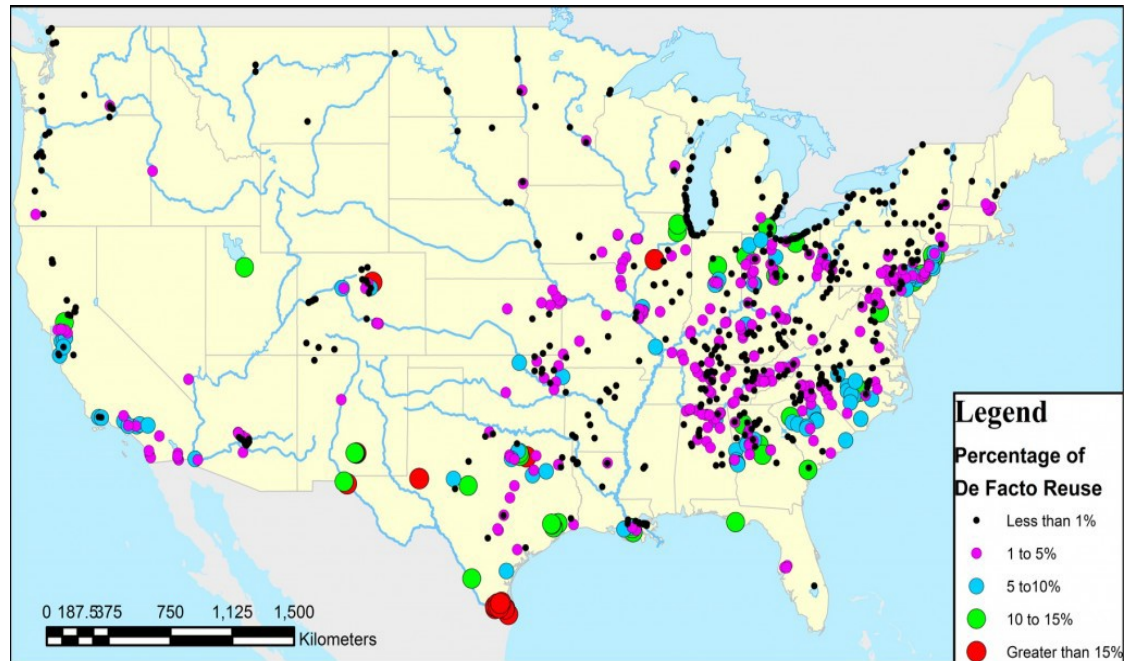 Legend
Percentage of
De Facto Reuse
Less than 1%
1 to 5%
5 to10%
10 to 15%
Greater than 15%
0 187.5375 750 1,125 1,500
Kilometers